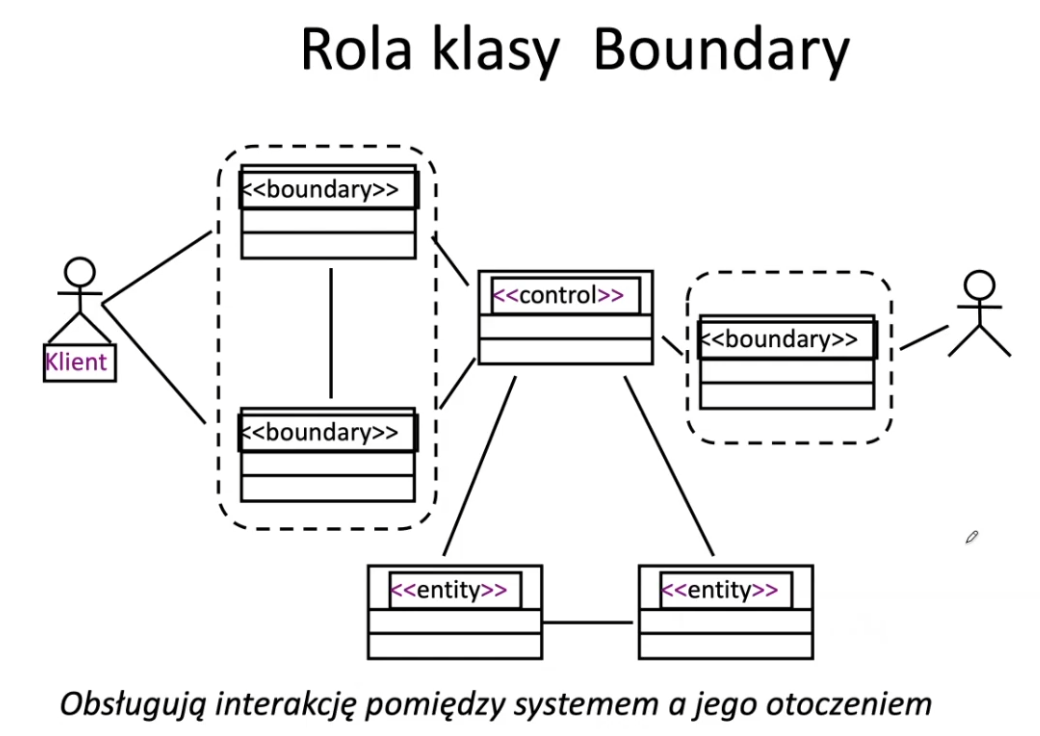 Rola klasy Boundary
<<boundary>>
<<control>>
<<boundary>>
Klient
<<boundary>>
<<entity>>
<<entity>>
Obsługują interakcję pomiędzy systemem a jego otoczeniem